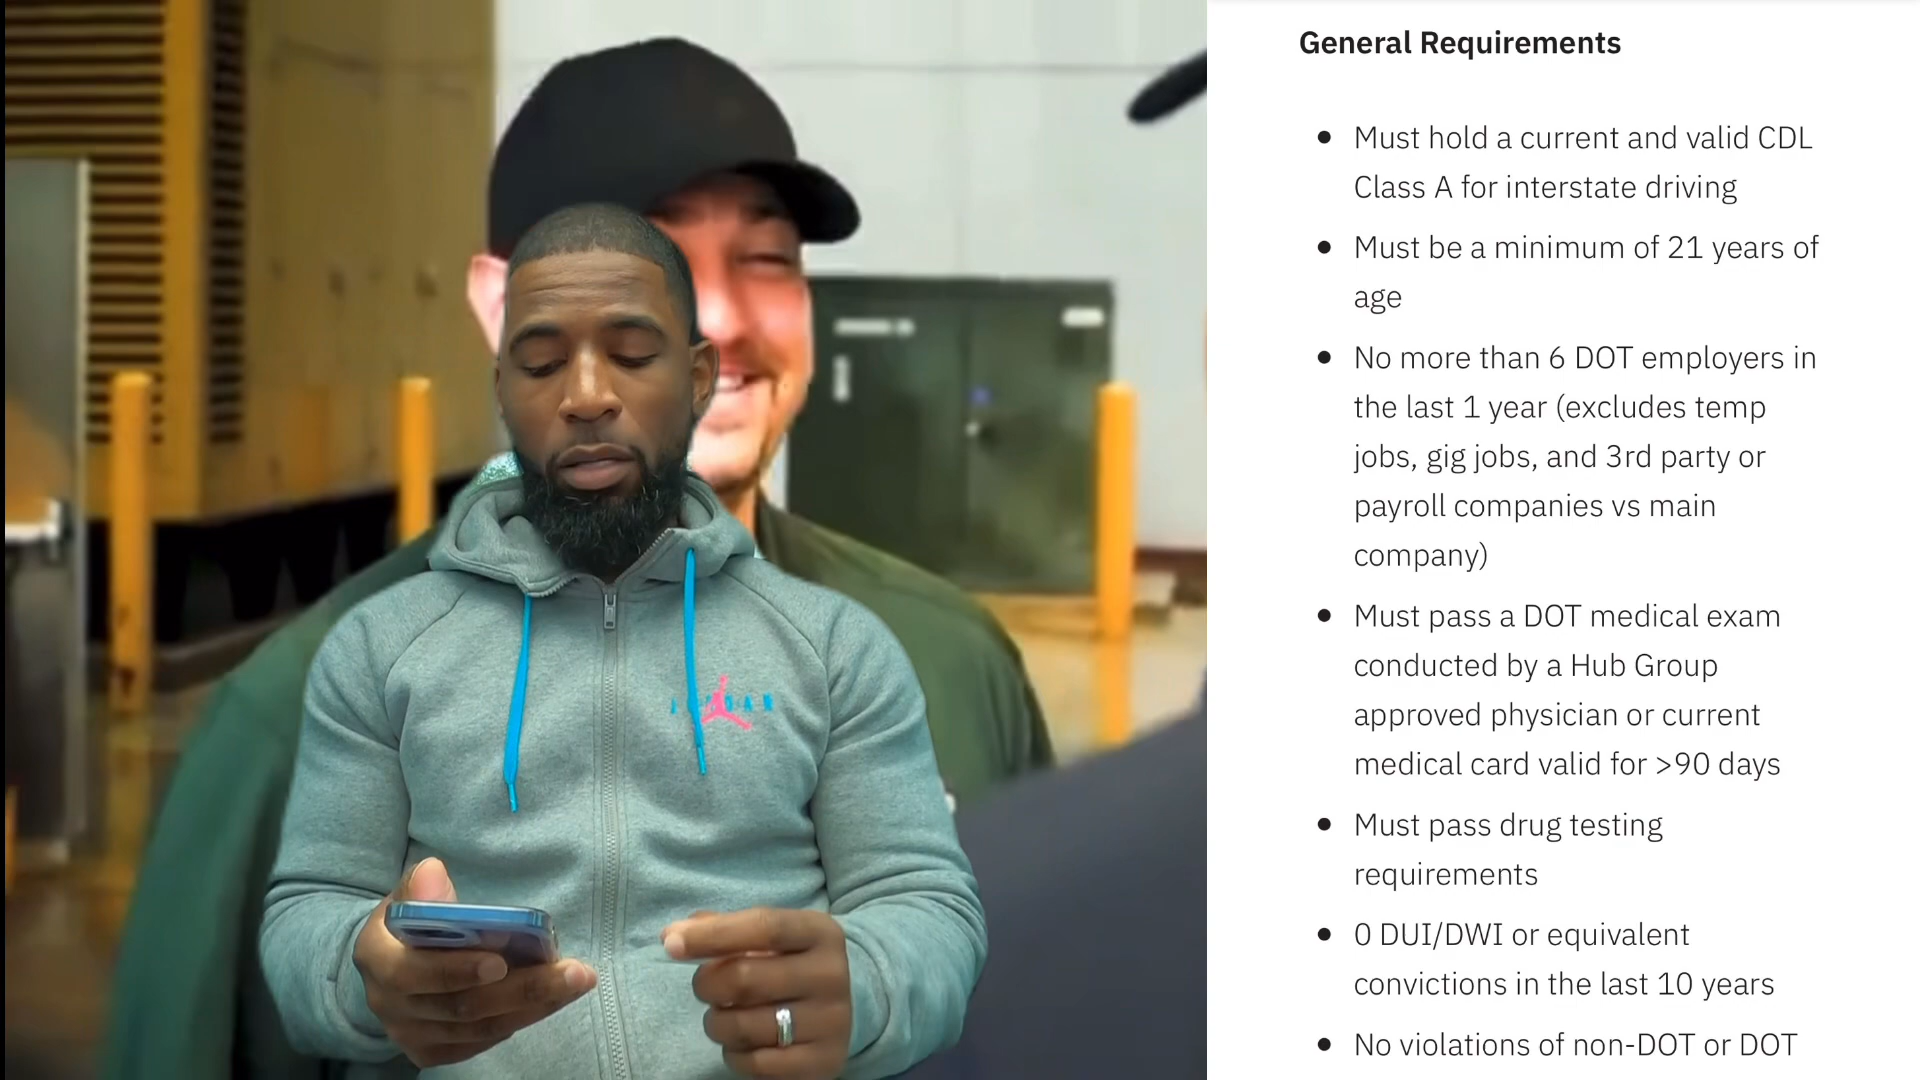 General Requirements
Must hold a current and valid CDL
Class A for interstate driving
Must be a minimum of 21 years of
age
No more than 6 DOT employers in
the last 1 year (excludes temp
jobs, gig jobs, and 3rd party or
payroll companies vs main
company)
Must pass a DOT medical exam
conducted by a Hub Group
approved physician or current
medical card valid for >90 days
Must pass drug testing
requirements
0 DUI/DWI or equivalent
convictions in the last 10 years
No violations of non-DOT or DOT
JORDAN